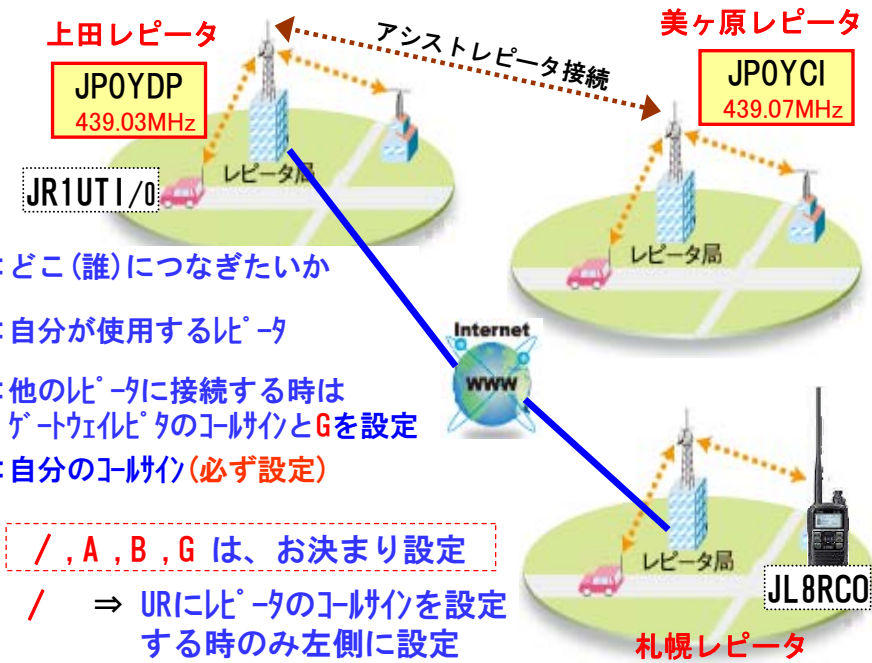 上田レピータ
JP0YDP
439.03MHz
アシストレピータ接続
美ヶ原レピータ
JP0YCI
439.07MHz
レピータ局
JR1UTI/0
レピータ局
:どこ(誰)につなぎたいか
:自分が使用するﾚﾋﾟｰﾀ
Internet
www
:他のﾚﾋﾟｰﾀに接続する時は
ｹﾞｰﾄｳｪｲﾚﾋﾟﾀのｺｰﾙｻｲﾝとGを設定
:自分のｺｰﾙｻｲﾝ(必ず設定)
/ ,A ,B ,G は、お決まり設定
/ ⇒ URにﾚﾋﾟｰﾀのｺｰﾙｻｲﾝを設定
する時のみ左側に設定
レピータ局
JL8RCO
札幌レピータ